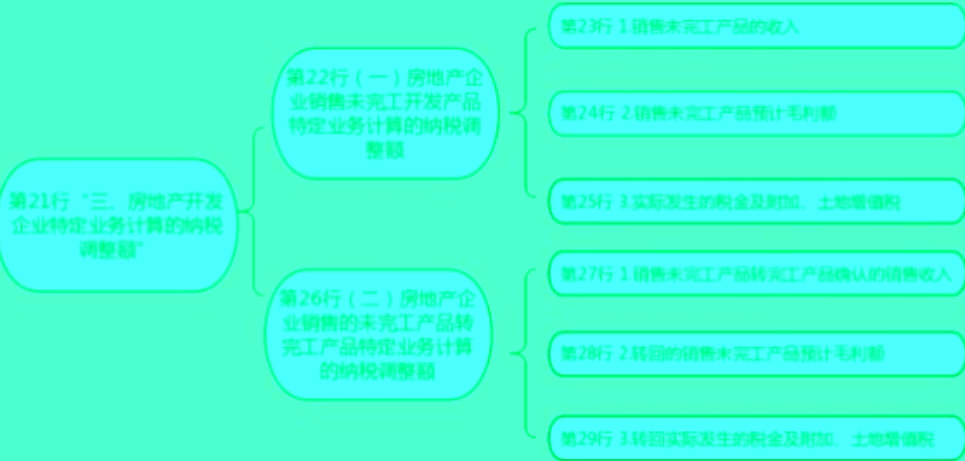 第21行“三、房地产开发
企业特定业务计算的纳税
调整额”
第22行（一）房地产企
业销售未完工开发产品
特定业务计算的纳税调
整额
第23行 1.销售未完工产品的收入
第24行 2.销售未完工产品预计毛利额
第25行 3.实际发生的税金及附加、土地增值税
第26行（二）房地产企
业销售的未完工产品转
完工产品特定业务计算
的纳税调整额
第27行 1.销售未完工产品转完工产品确认的销售收入
第28行 2.转回的销售未完工产品预计毛利额
第29行 3.转回实际发生的税金及附加、土地增值税